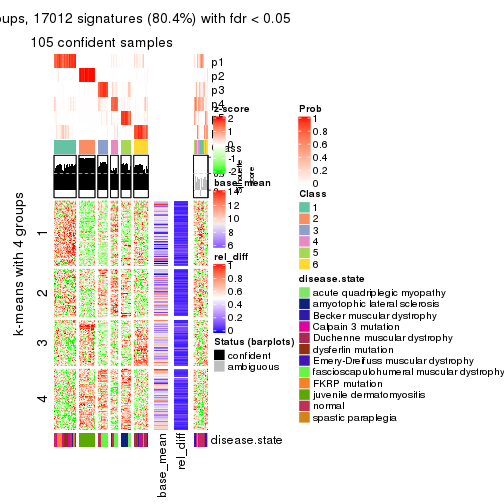 oups, 17012 signatures (80.4%) with fdr < 0.05
105 confident samples
p1
p2
p3
p4
z-score
2
1
0
-1
-2
base_mean
14
12
10
8
6
rel_diff
1
0.8
0.6
0.4
0.2
0
Status (barplots)
confident
ambiguous
Prob
1
0.8
0.6
0.4
0.2
0
Class
1
2
3
4
5
6
disease.state
acute quadriplegic myopathy
amyotophic lateral sclerosis
Becker muscular dystrophy
Calpain 3 mutation
Duchenne muscular dystrophy
dysferlin mutation
Emery-Dreifuss muscular dystrophy
fascioscapulohumeral muscular dystrophy
FKRP mutation
juvenile dermatomyositis
normal
spastic paraplegia
k-means with 4 groups
1
2
3
4
base_mean
rel_diff
disease.state